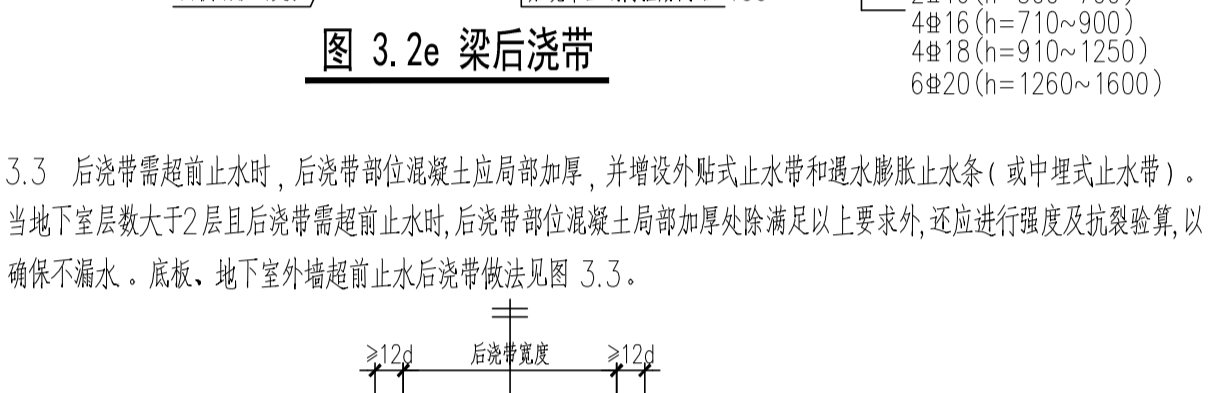 4⌽16(h=710~900)
图 3.2e 梁后浇带
4⌽18(h=910~1250)
6⌽20(h=1260~1600)
3.3 后浇带需超前止水时，后浇带部位混凝土应局部加厚，并增设外贴式止水带和遇水膨胀止水条(或中埋式止水带)。
当地下室层数大于2层且后浇带需超前止水时,后浇带部位混凝土局部加厚处除满足以上要求外,还应进行强度及抗裂验算,以
确保不漏水。底板、地下室外墙超前止水后浇带做法见图 3.3。
≥12d 后浇带宽度 ≥12d